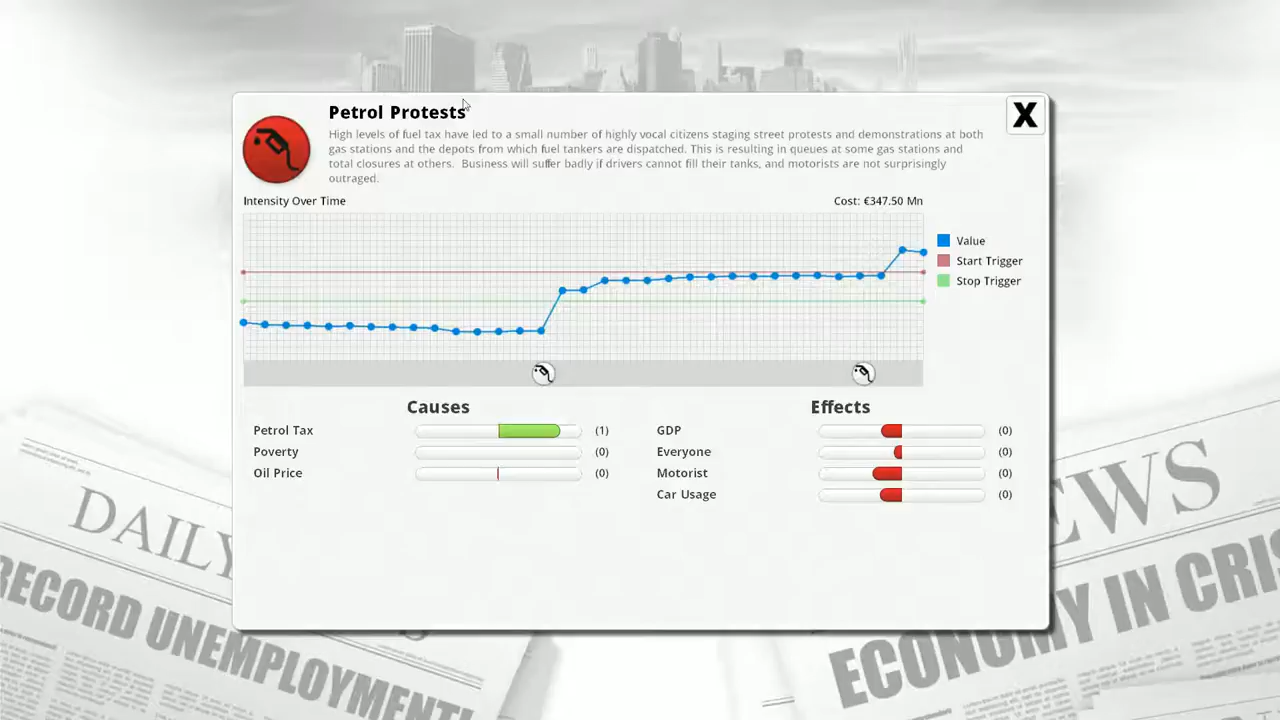 Petrol Protests
X
High levels of fuel tax have led to a small number of highly vocal citizens staging street protests and demonstrations at both
gas stations and the depots from which fuel tankers are dispatched. This is resulting in queues at some gas stations and
total closures at others.  Business will suffer badly if drivers cannot fill their tanks, and motorists are not surprisingly
outraged.
Intensity Over Time
Cost: €347.50 Mn
Value
Start Trigger
Stop Trigger
Causes
Effects
Petrol Tax (1) GDP (0)
Poverty (0) Everyone (0)
Oil Price (0) Motorist (0)
Car Usage (0)
DAILY
EWS
RECORD UNEMPLOYMENT!
ECONOMY IN CRIS